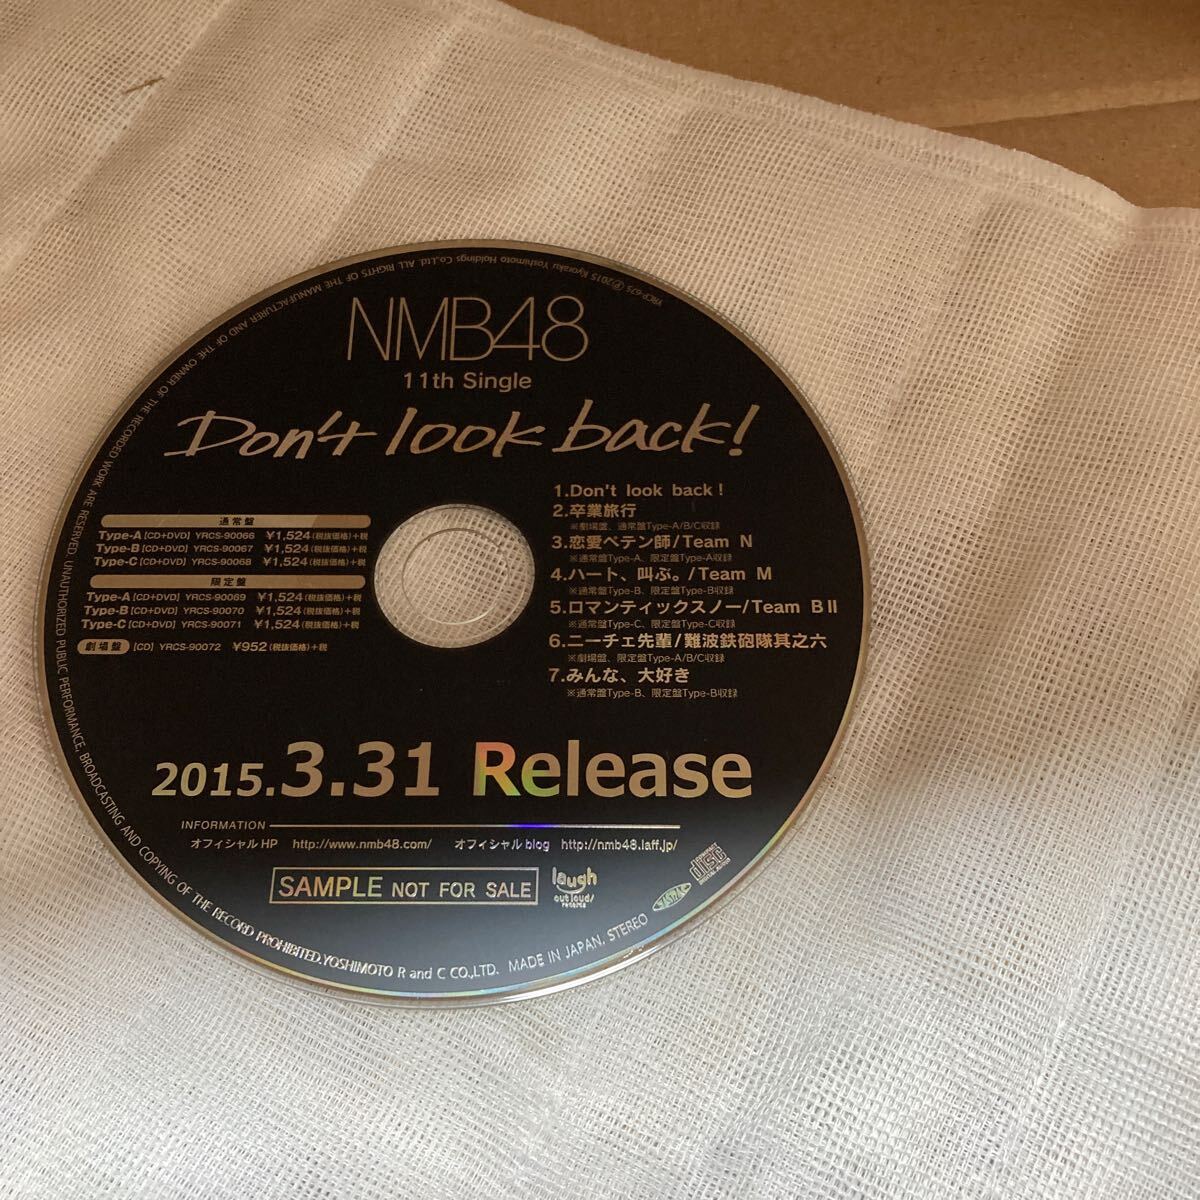 YRCP-675 ℗2015 Kyoraku Yoshimoto Holdings Co.,Ltd. ALL RIGHTS OF THE MANUFACTURER AND OF THE OWNER OF THE RECORDED WORK ARE RESERVED. UNAUTHORIZED PUBLIC PERFORMANCE, BROADCASTING AND COPYING OF THE RECORD PROHIBITED.YOSHIMOTO R and C CO.,LTD. MADE IN JAPAN, STEREO
NMB48
11th Single
Don't look back!
通常盤
Type-A [CD+DVD] YRCS-90066 ¥1,524(税抜価格)+税
Type-B [CD+DVD] YRCS-90067 ¥1,524(税抜価格)+税
Type-C [CD+DVD] YRCS-90068 ¥1,524(税抜価格)+税
限定盤
Type-A [CD+DVD] YRCS-90069 ¥1,524(税抜価格)+税
Type-B [CD+DVD] YRCS-90070 ¥1,524(税抜価格)+税
Type-C [CD+DVD] YRCS-90071 ¥1,524(税抜価格)+税
劇場盤 [CD] YRCS-90072 ¥952(税抜価格)+税
1.Don't look back!
2.卒業旅行
※劇場盤、通常盤Type-A/B/C収録
3.恋愛ペテン師/Team N
※通常盤Type-A、限定盤Type-A収録
4.ハート、叫ぶ。/Team M
※通常盤Type-B、限定盤Type-B収録
5.ロマンティックスノー/Team BⅡ
※通常盤Type-C、限定盤Type-C収録
6.ニーチェ先輩/難波鉄砲隊其之六
※劇場盤、限定盤Type-A/B/C収録
7.みんな、大好き
※通常盤Type-B、限定盤Type-B収録
2015.3.31 Release
INFORMATION
オフィシャルHP http://www.nmb48.com/ オフィシャルblog http://nmb48.laff.jp/
SAMPLE NOT FOR SALE
laugh
out loud!
records
COMPACT
disc
DIGITAL AUDIO